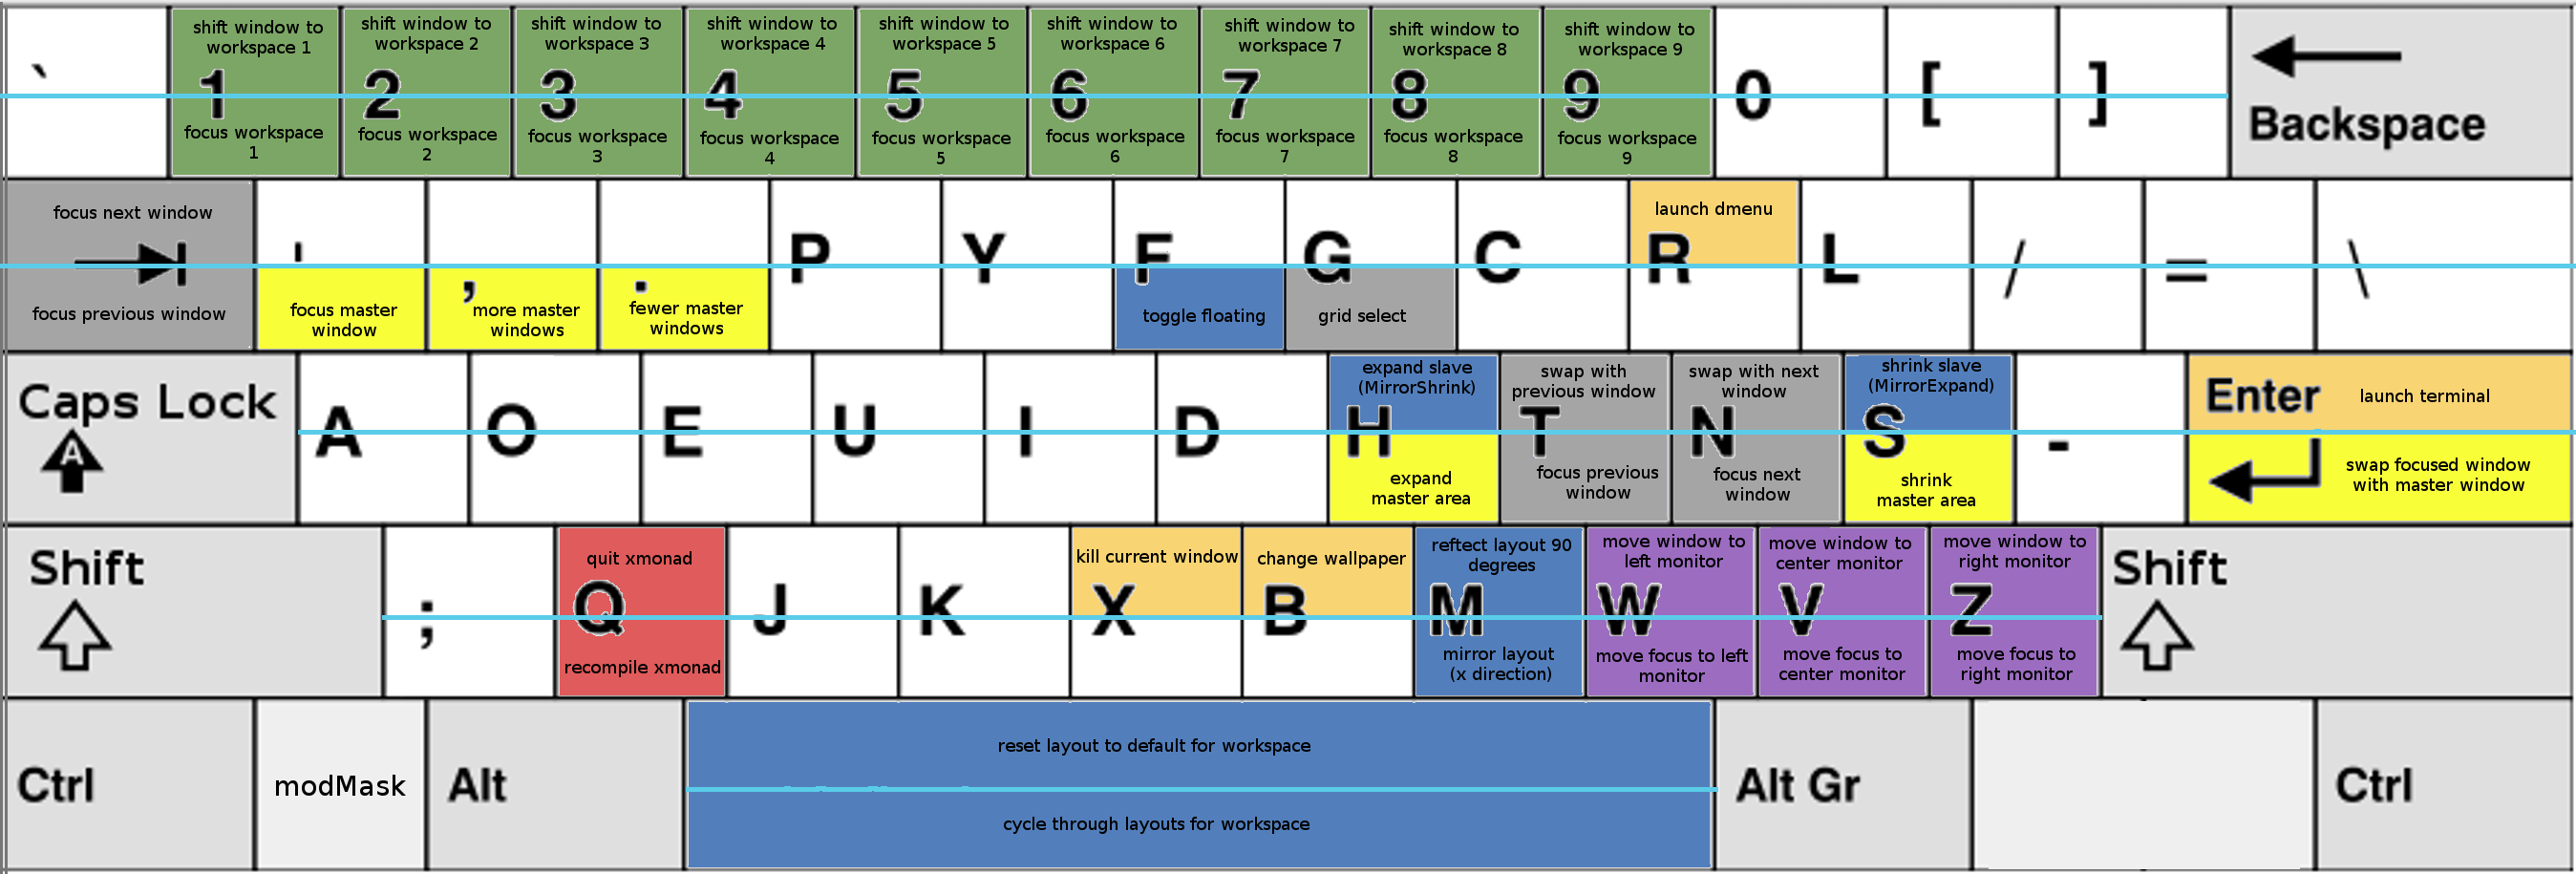 `
shift window to
workspace 1
1
focus workspace
1
shift window to
workspace 2
2
focus workspace
2
shift window to
workspace 3
3
focus workspace
3
shift window to
workspace 4
4
focus workspace
4
shift window to
workspace 5
5
focus workspace
5
shift window to
workspace 6
6
focus workspace
6
shift window to
workspace 7
7
focus workspace
7
shift window to
workspace 8
8
focus workspace
8
shift window to
workspace 9
9
focus workspace
9
0
[
]
Backspace
focus next window
focus previous window
'
focus master
window
,
more master
windows
.
fewer master
windows
P
Y
F
toggle floating
G
grid select
C
launch dmenu
R
L
/
=
\
Caps Lock
A
A
O
E
U
I
D
expand slave
(MirrorShrink)
H
expand
master area
swap with
previous window
T
focus previous
window
swap with next
window
N
focus next
window
shrink slave
(MirrorExpand)
S
shrink
master area
-
Enter
launch terminal
swap focused window
with master window
Shift
;
quit xmonad
Q
recompile xmonad
J
K
kill current window
X
change wallpaper
B
reftect layout 90
degrees
M
mirror layout
(x direction)
move window to
left monitor
W
move focus to left
monitor
move window to
center monitor
V
move focus to
center monitor
move window to
right monitor
Z
move focus to
right monitor
Shift
Ctrl
modMask
Alt
reset layout to default for workspace
cycle through layouts for workspace
Alt Gr
Ctrl